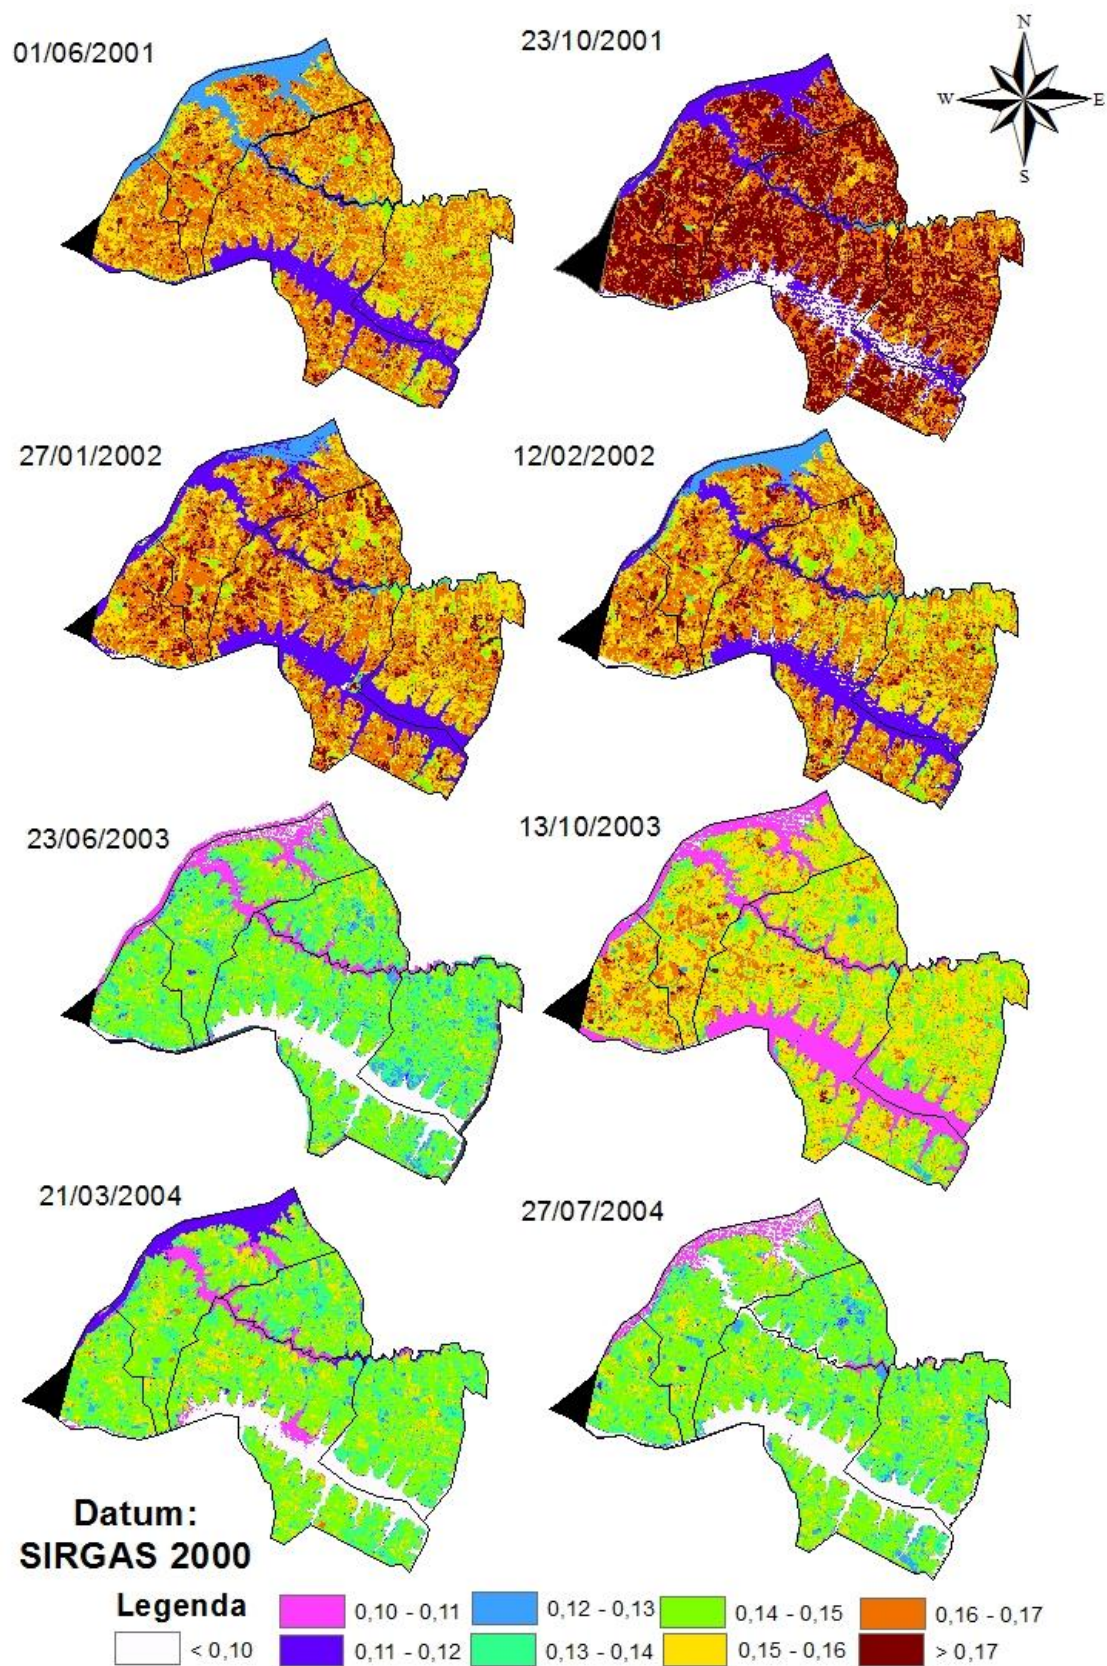 01/06/2001
23/10/2001
N
W
E
S
27/01/2002
12/02/2002
23/06/2003
13/10/2003
21/03/2004
27/07/2004
Datum:
SIRGAS 2000
Legenda
0,10 - 0,11
0,12 - 0,13
0,14 - 0,15
0,16 - 0,17
< 0,10
0,11 - 0,12
0,13 - 0,14
0,15 - 0,16
> 0,17